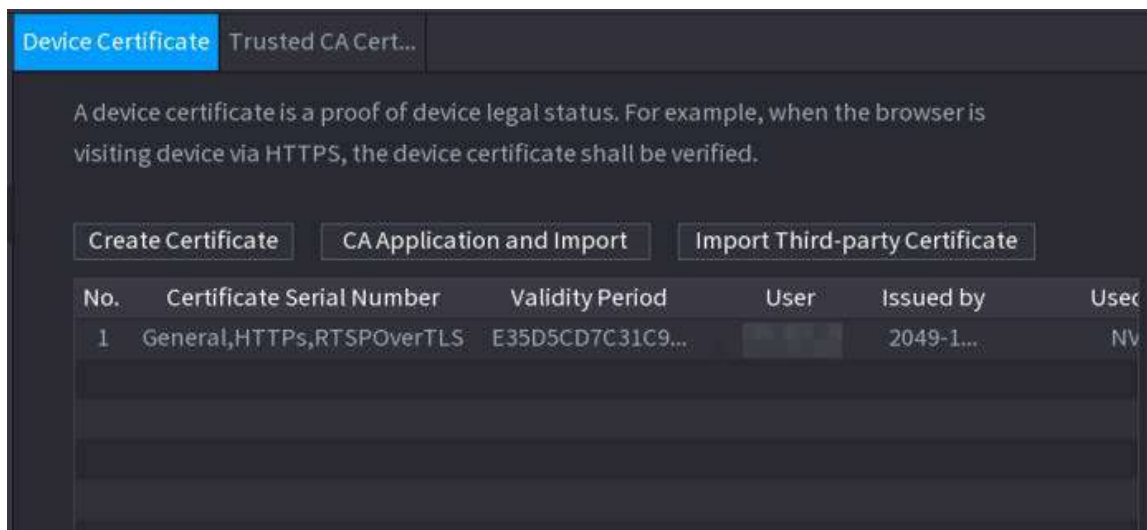 Device Certificate Trusted CA Cert...
A device certificate is a proof of device legal status. For example, when the browser is
visiting device via HTTPS, the device certificate shall be verified.
Create Certificate CA Application and Import Import Third-party Certificate
No. Certificate Serial Number Validity Period User Issued by Used
1 General,HTTPs,RTSPOverTLS E35D5CD7C31C9... 2049-1... NV